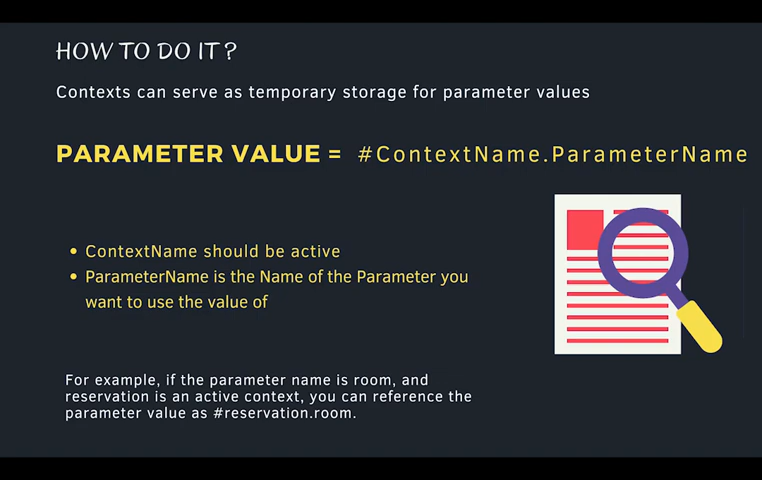 HOW TO DO IT?
Contexts can serve as temporary storage for parameter values
PARAMETER VALUE = #ContextName.ParameterName
• ContextName should be active
• ParameterName is the Name of the Parameter you
want to use the value of
For example, if the parameter name is room, and
reservation is an active context, you can reference the
parameter value as #reservation.room.